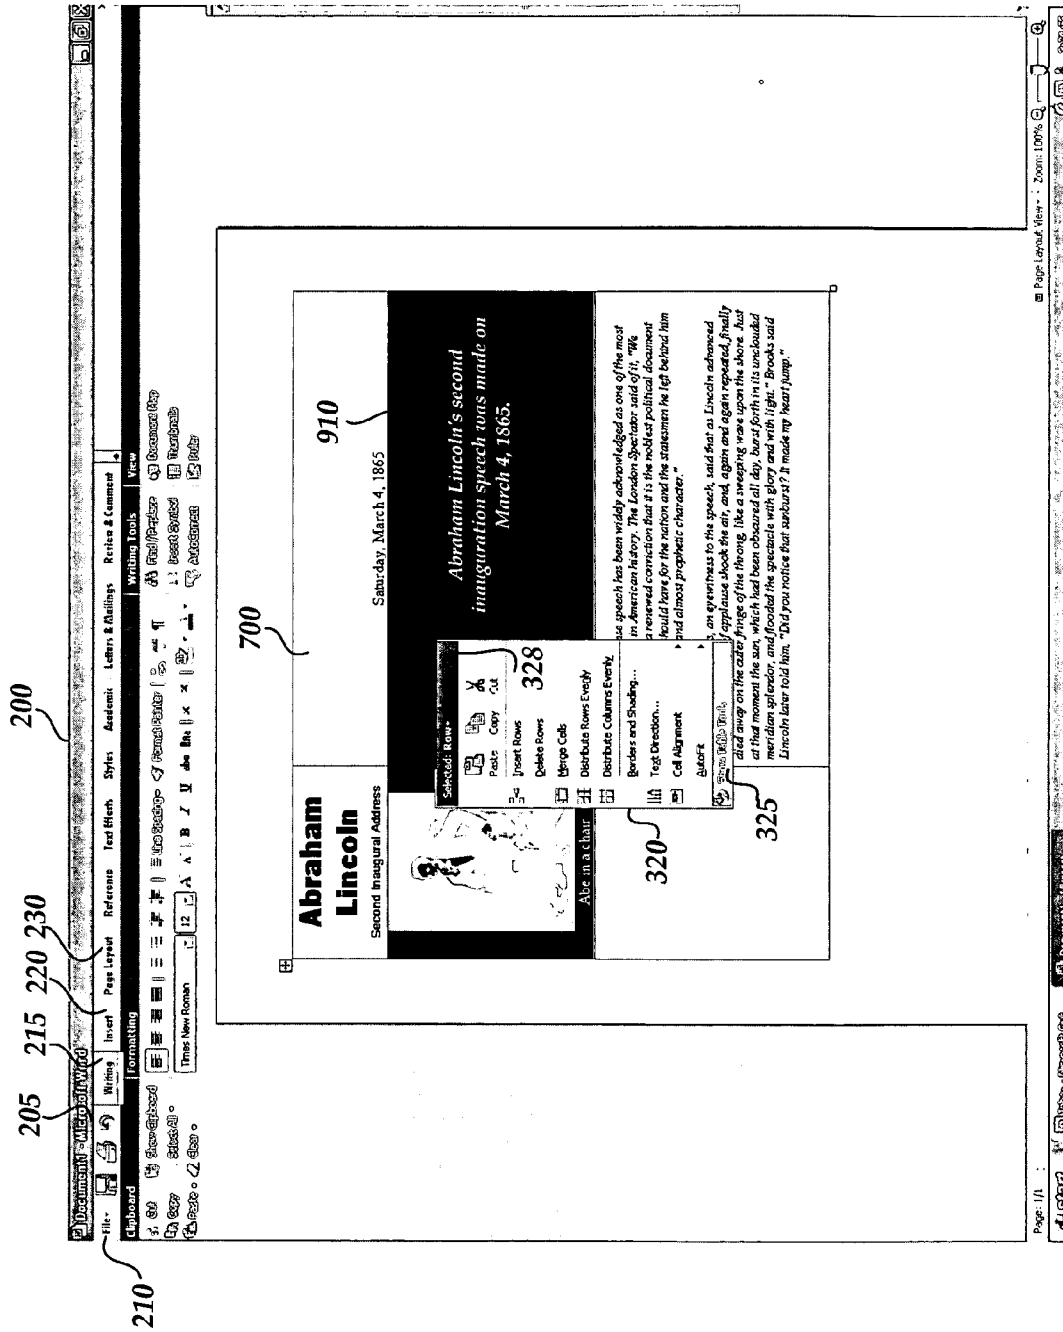 200
205
215
220
230
210
Document1 - Microsoft Word
File
Writing
Insert
Page Layout
Reference
Text Effects
Styles
Academic
Letters & Mailings
Review & Comment
Clipboard
Formatting
Writing Tools
View
Cut
Show Clipboard
Line Spacing
Format Painter
Find / Replace
Document Map
Copy
Select All
Times New Roman
12
Insert Symbol
Thumbnails
Paste
Clear
AutoCorrect
Ruler
700
910
Abraham
Lincoln
Second Inaugural Address
Saturday, March 4, 1865
Abraham Lincoln's second
inauguration speech was made on
March 4, 1865.
Abe in a chair
Selected: Row
328
Paste
Copy
Cut
Insert Rows
Delete Rows
Merge Cells
Distribute Rows Evenly
Distribute Columns Evenly
Borders and Shading...
Text Direction...
Cell Alignment
AutoFit
Show Table Tools
320
325
speech has been widely acknowledged as one of the most
in American history. The London Spectator said of it, "We
a renewed conviction that it is the noblest political document
should have for the nation and the statesmen he left behind him
and almost prophetic character."
, an eyewitness to the speech, said that as Lincoln advanced
f applause shook the air, and, again and again repeated, finally
died away on the outer fringe of the throng, like a sweeping wave upon the shore. Just
at that moment the sun, which had been obscured all day, burst forth in its unclouded
meridian splendor, and flooded the spectacle with glory and with light." Brooks said
Lincoln later told him, "Did you notice that sunburst? It made my heart jump."
Page: 1/1
Page Layout View
Zoom: 100%